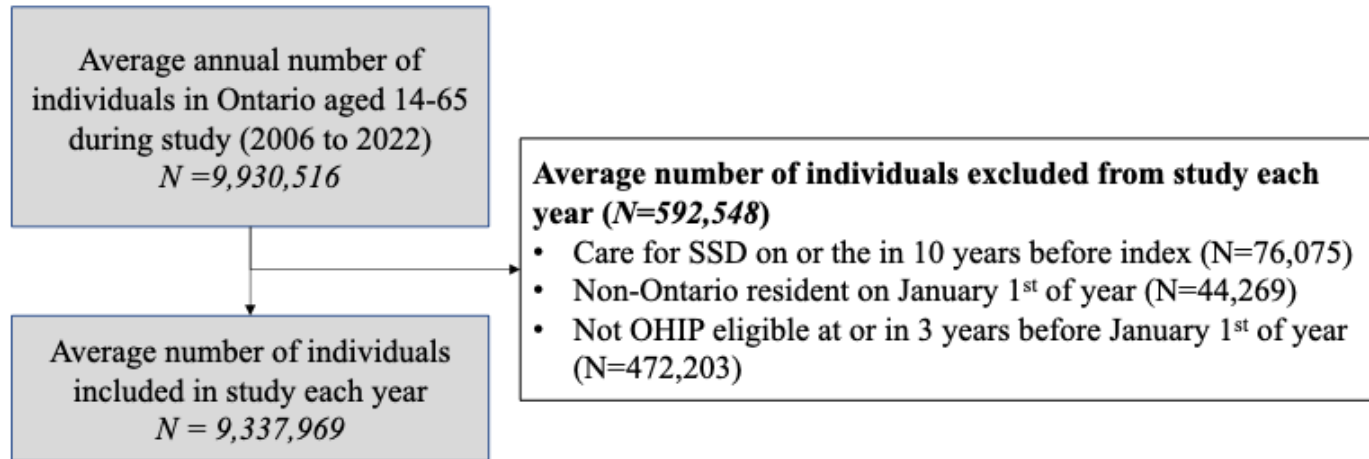 Average annual number of
individuals in Ontario aged 14-65
during study (2006 to 2022)
N =9,930,516
Average number of individuals excluded from study each
year (N=592,548)
• Care for SSD on or the in 10 years before index (N=76,075)
• Non-Ontario resident on January 1st of year (N=44,269)
• Not OHIP eligible at or in 3 years before January 1st of year
(N=472,203)
Average number of individuals
included in study each year
N = 9,337,969